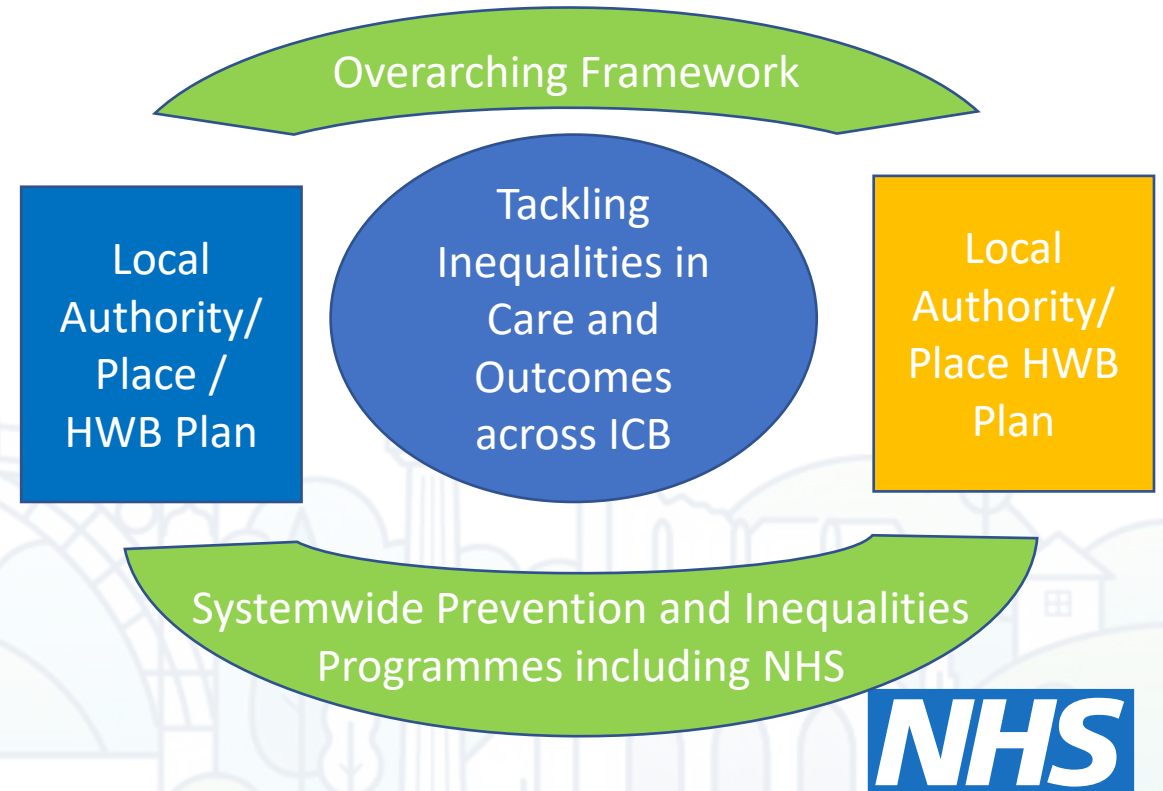 Overarching Framework
Local
Authority/
Place /
HWB Plan
Tackling
Inequalities in
Care and
Outcomes
across ICB
Local
Authority/
Place HWB
Plan
Systemwide Prevention and Inequalities
Programmes including NHS
NHS